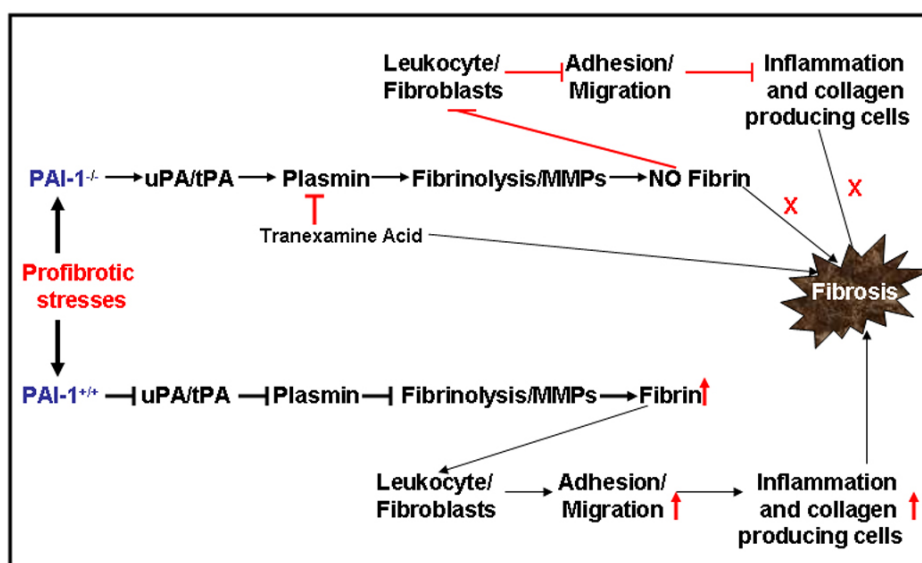 Leukocyte/ Adhesion/ Inflammation
Fibroblasts Migration and collagen
producing cells
PAI-1-/- uPA/tPA Plasmin Fibrinolysis/MMPs NO Fibrin
X X
Tranexamine Acid
Profibrotic
stresses
Fibrosis
PAI-1+/+ uPA/tPA Plasmin Fibrinolysis/MMPs Fibrin
Leukocyte/ Adhesion/ Inflammation
Fibroblasts Migration and collagen
producing cells